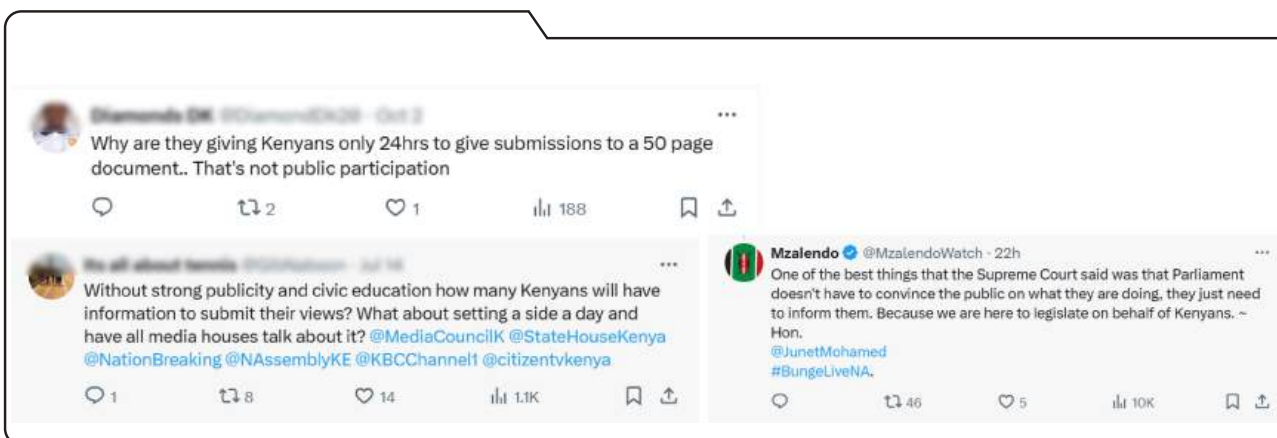 Why are they giving Kenyans only 24hrs to give submissions to a 50 page
document.. That's not public participation
2
1
188
Without strong publicity and civic education how many Kenyans will have
information to submit their views? What about setting a side a day and
have all media houses talk about it? @MediaCouncilK @StateHouseKenya
@NationBreaking @NAssemblyKE @KBCChannel1 @citizentvkenya
1
8
14
1.1K
Mzalendo @MzalendoWatch · 22h
One of the best things that the Supreme Court said was that Parliament
doesn't have to convince the public on what they are doing, they just need
to inform them. Because we are here to legislate on behalf of Kenyans. ~
Hon.
@JunetMohamed
#BungeLiveNA.
46
5
10K